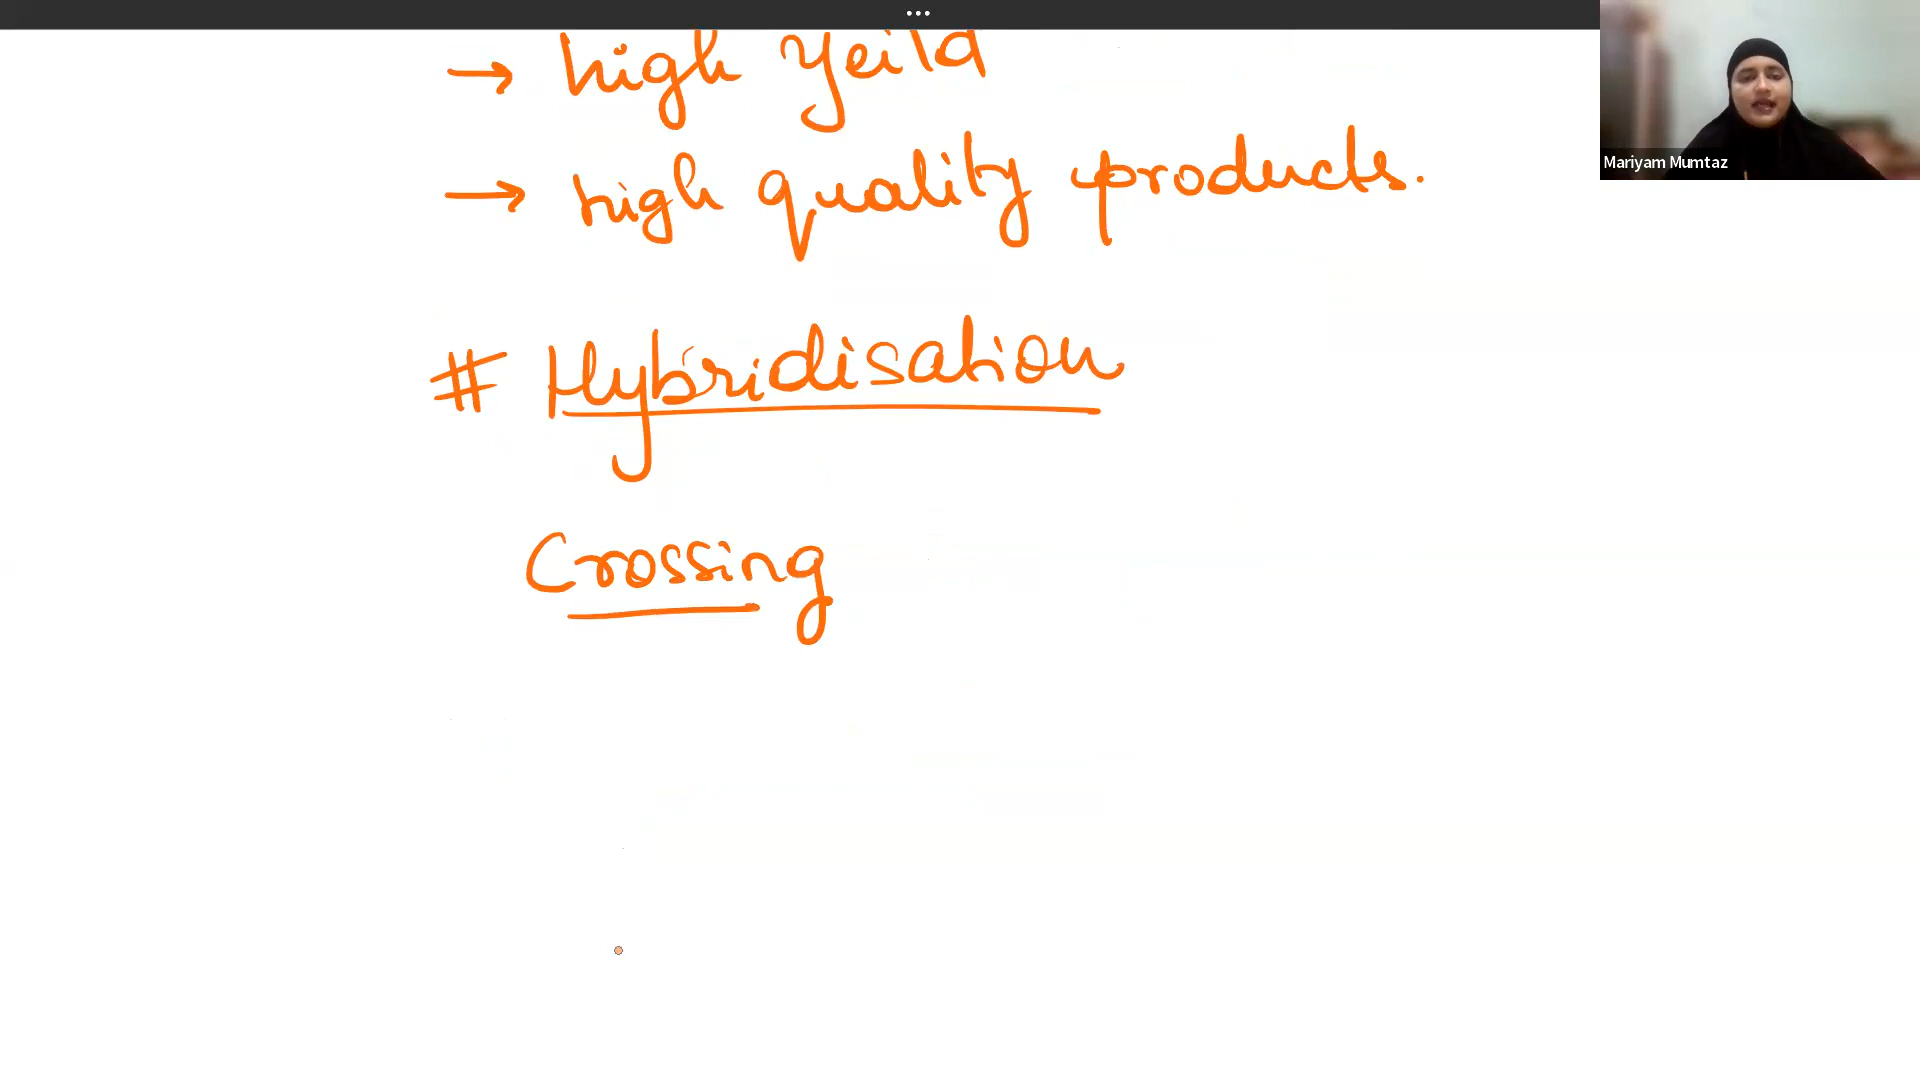 → high Yeild
→ high quality products.
Mariyam Mumtaz
# Hybridisation
Crossing